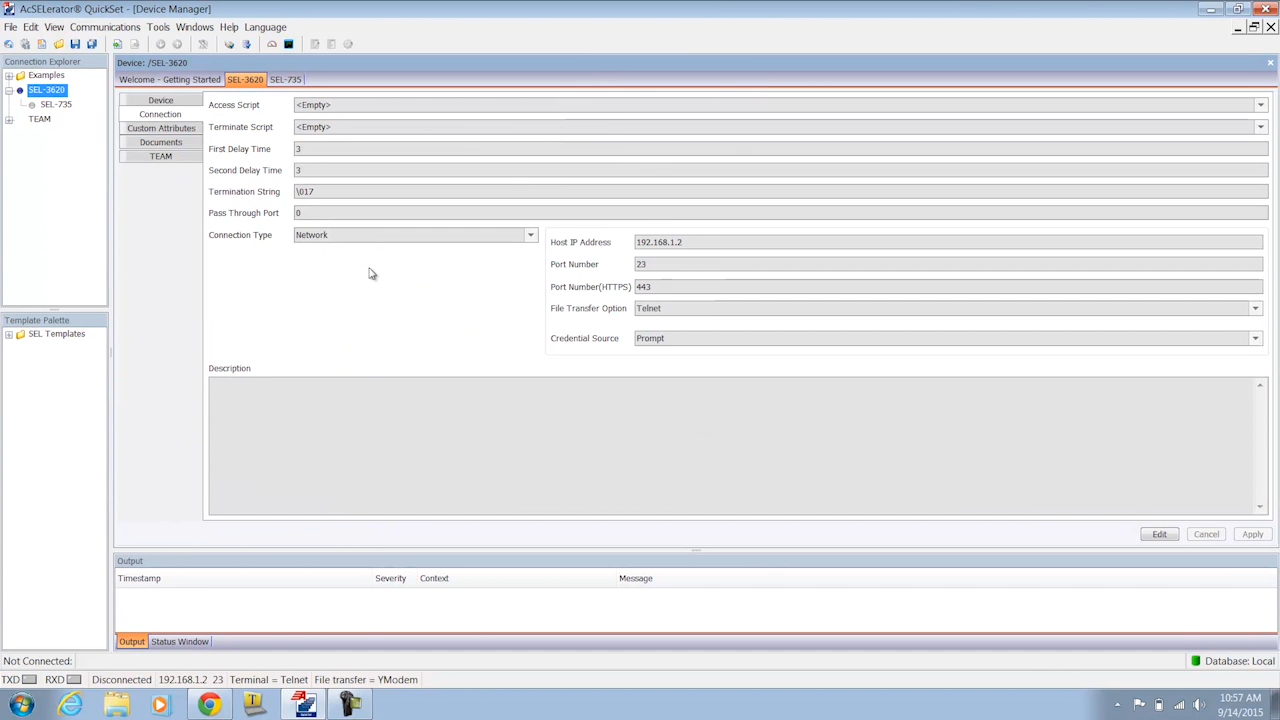 AcSELerator® QuickSet - [Device Manager]
File Edit View Communications Tools Windows Help Language
Connection Explorer
Examples
SEL-3620
SEL-735
TEAM
Template Palette
SEL Templates
Device: /SEL-3620
Welcome - Getting Started SEL-3620 SEL-735
Device
Connection
Custom Attributes
Documents
TEAM
Access Script <Empty>
Terminate Script <Empty>
First Delay Time 3
Second Delay Time 3
Termination String \017
Pass Through Port 0
Connection Type Network
Host IP Address 192.168.1.2
Port Number 23
Port Number(HTTPS) 443
File Transfer Option Telnet
Credential Source Prompt
Description
Edit Cancel Apply
Output
Timestamp Severity Context Message
Output Status Window
Not Connected: Database: Local
TXD RXD Disconnected 192.168.1.2 23 Terminal = Telnet File transfer = YModem
10:57 AM
9/14/2015